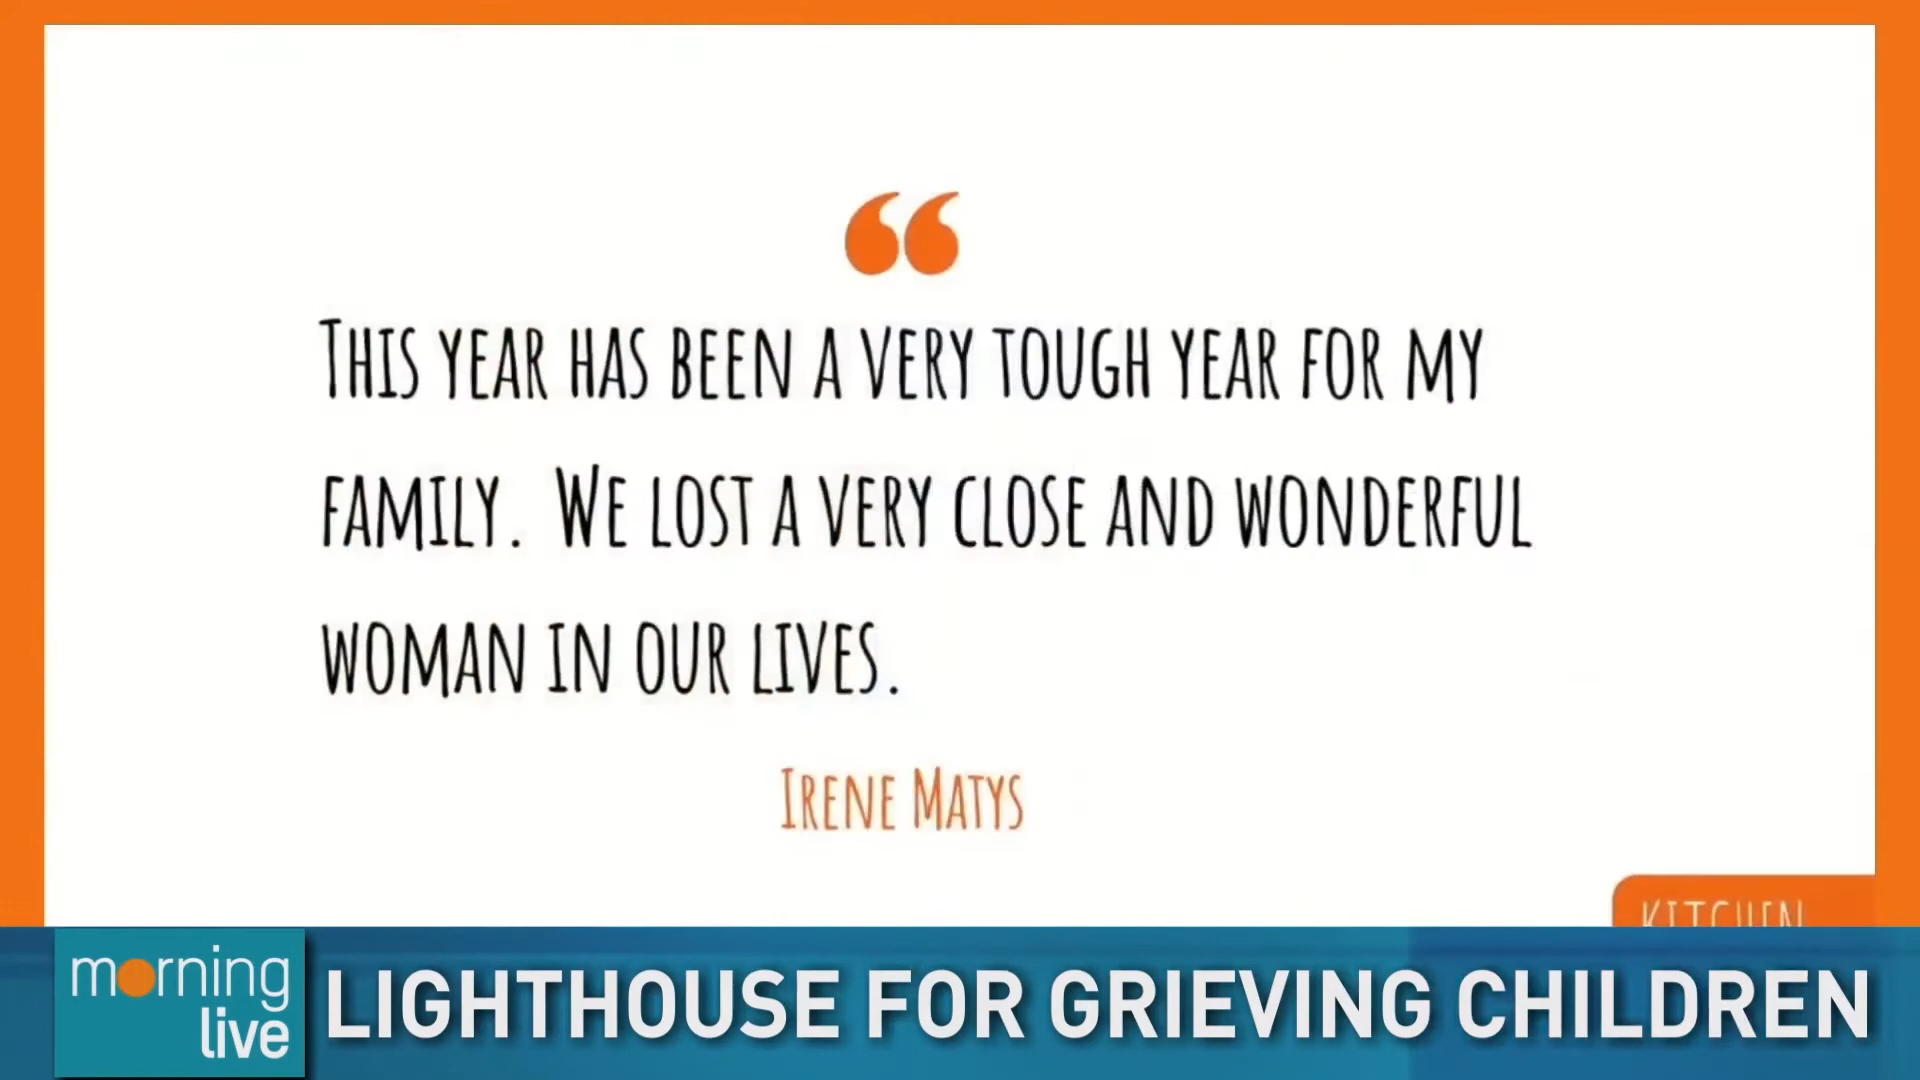 “
THIS YEAR HAS BEEN A VERY TOUGH YEAR FOR MY
FAMILY. WE LOST A VERY CLOSE AND WONDERFUL
WOMAN IN OUR LIVES.
IRENE MATYS
KITCHEN
morning
live
LIGHTHOUSE FOR GRIEVING CHILDREN